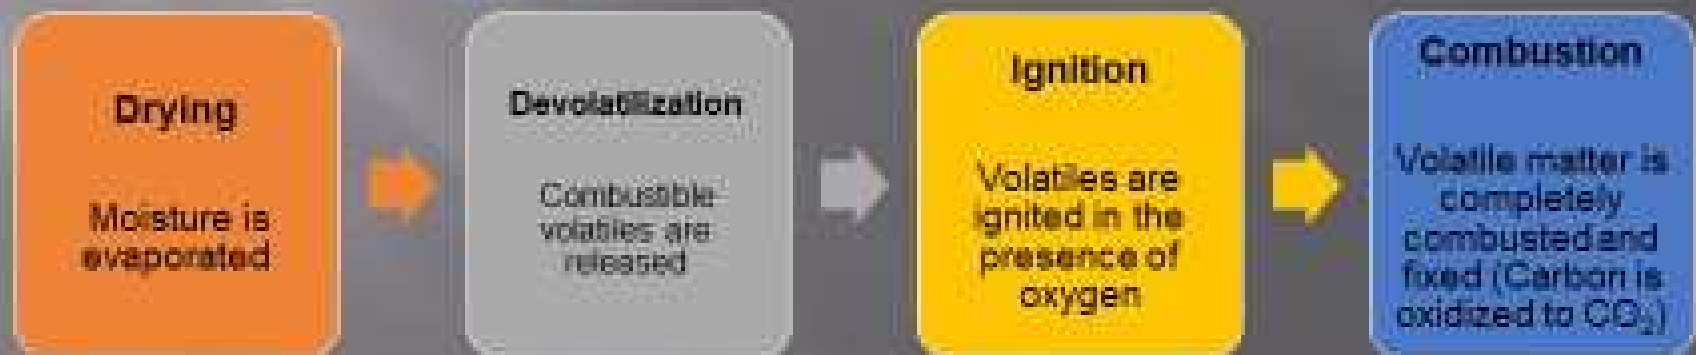 Drying
Moisture is
evaporated
Devolatilization
Combustible
volatiles are
released
Ignition
Volatiles are
ignited in the
presence of
oxygen
Combustion
Volatile matter is
completely
combusted and
fixed (Carbon is
oxidized to CO₂)